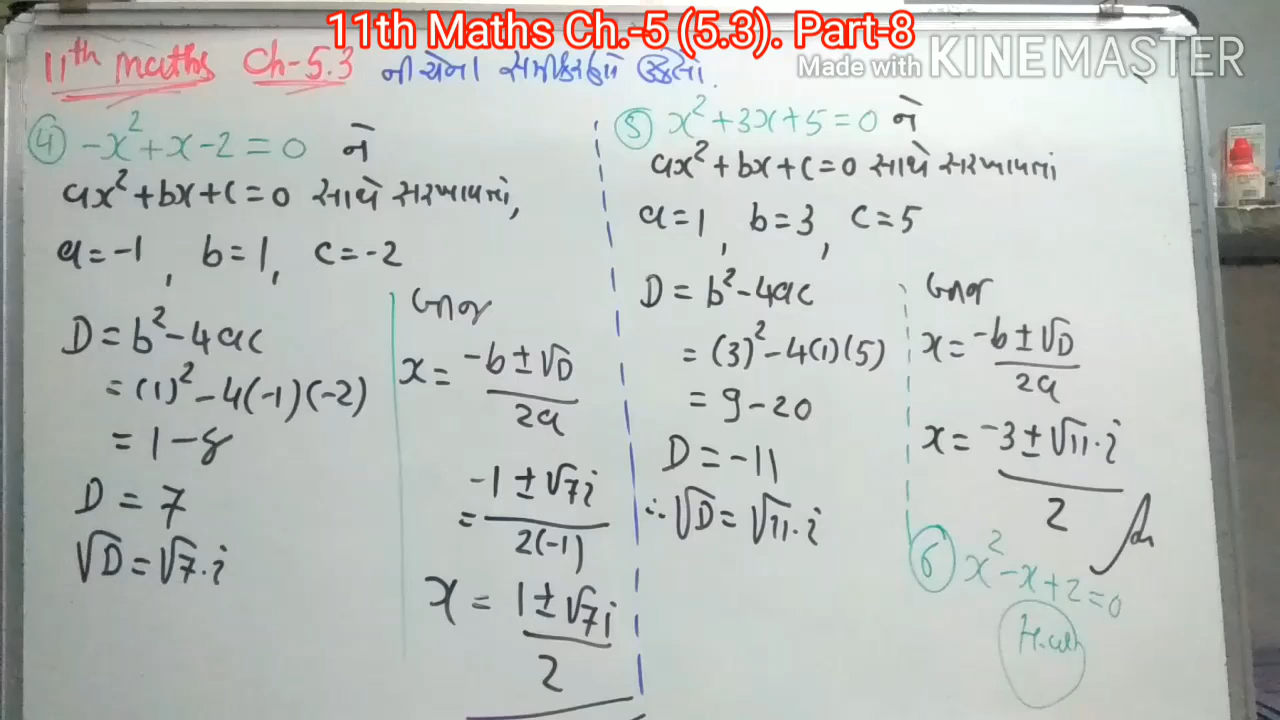 11th Maths Ch.-5 (5.3). Part-8
Made with KINEMASTER
11th maths Ch-5.3 નીચેના સમીકરણો ઉકેલો.
④ -x² + x - 2 = 0 ને
ax² + bx + c = 0 સાથે સરખાવતાં,
a = -1, b = 1, c = -2
D = b² - 4ac
= (1)² - 4(-1)(-2)
= 1 - 8
D = 7
√D = √7 · i
x = -b ± √D / 2a
= -1 ± √7i / 2(-1)
x = 1 ± √7i / 2
⑤ x² + 3x + 5 = 0 ને
ax² + bx + c = 0 સાથે સરખાવતાં
a = 1, b = 3, c = 5
D = b² - 4ac
= (3)² - 4(1)(5)
= 9 - 20
D = -11
∴ √D = √11 · i
x = -b ± √D / 2a
x = -3 ± √11 · i / 2
⑥ x² - x + 2 = 0